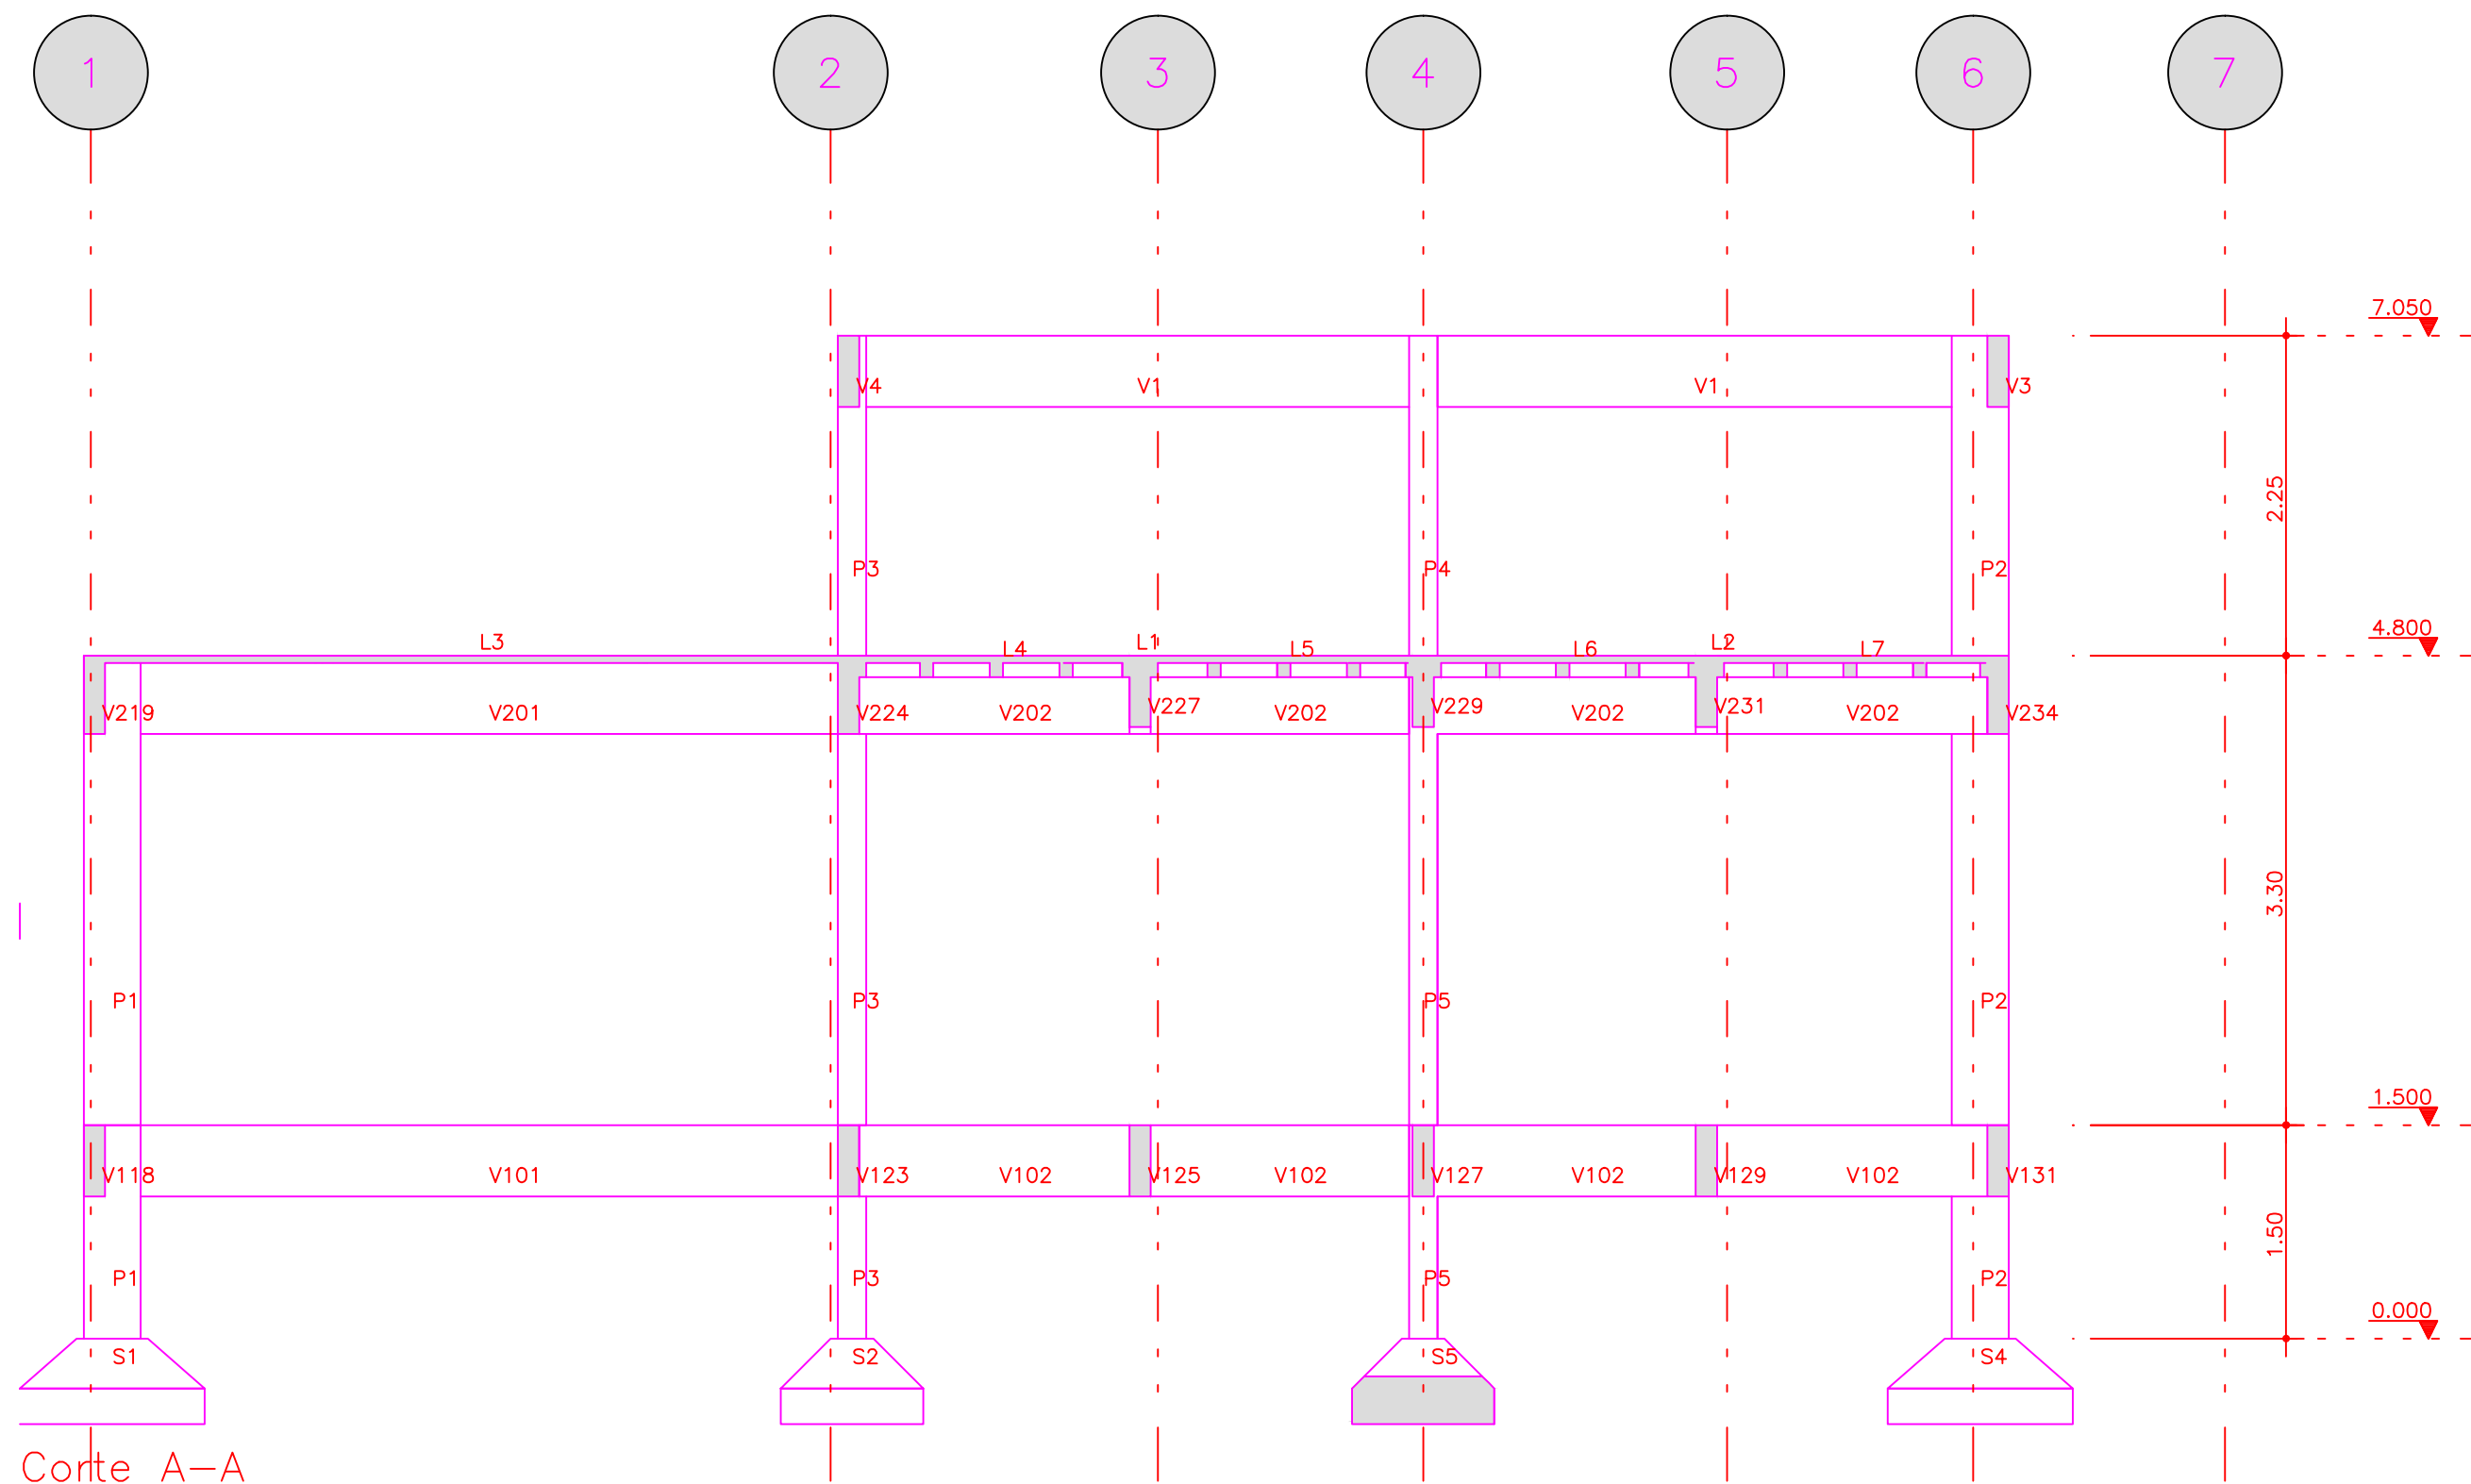 1 2 3 4 5 6 7
7.050
V4 V1 V1 V3
2.25
P3 P4 P2
4.800
L3 L4 L1 L5 L6 L2 L7
V219 V201 V224 V202 V227 V202 V229 V202 V231 V202 V234
3.30
P1 P3 P5 P2
1.500
V118 V101 V123 V102 V125 V102 V127 V102 V129 V102 V131
1.50
P1 P3 P5 P2
0.000
S1 S2 S5 S4
Corte A-A